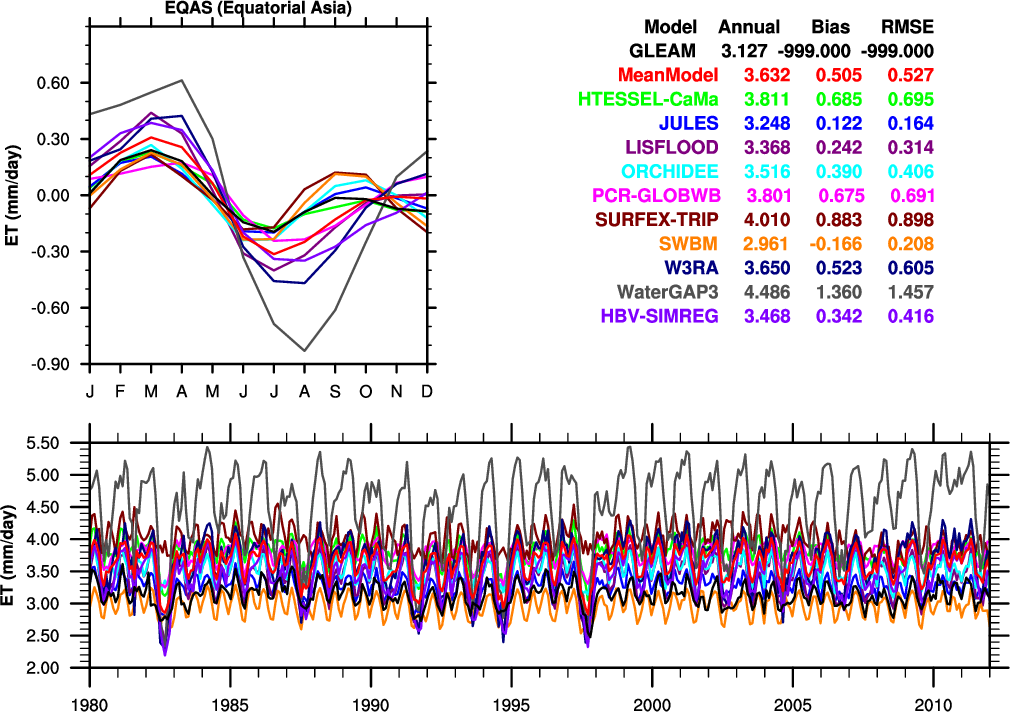 EQAS (Equatorial Asia)
Model Annual Bias RMSE
GLEAM 3.127 -999.000 -999.000
MeanModel 3.632 0.505 0.527
HTESSEL-CaMa 3.811 0.685 0.695
JULES 3.248 0.122 0.164
LISFLOOD 3.368 0.242 0.314
ORCHIDEE 3.516 0.390 0.406
PCR-GLOBWB 3.801 0.675 0.691
SURFEX-TRIP 4.010 0.883 0.898
SWBM 2.961 -0.166 0.208
W3RA 3.650 0.523 0.605
WaterGAP3 4.486 1.360 1.457
HBV-SIMREG 3.468 0.342 0.416
ET (mm/day)
0.60
0.30
0.00
-0.30
-0.60
-0.90
J F M A M J J A S O N D
ET (mm/day)
5.50
5.00
4.50
4.00
3.50
3.00
2.50
2.00
1980 1985 1990 1995 2000 2005 2010